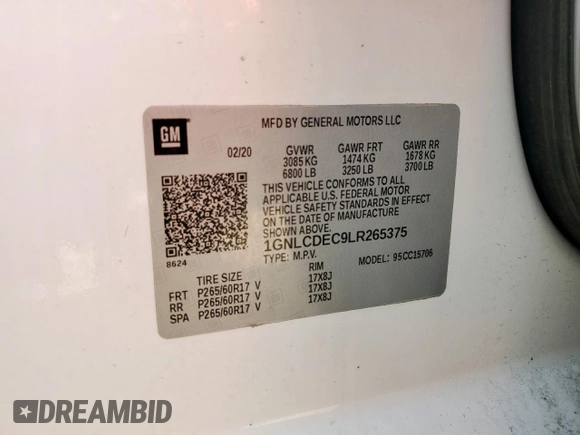 GM
MFD BY GENERAL MOTORS LLC
02/20
GVWR GAWR FRT GAWR RR
3085 KG 1474 KG 1678 KG
6800 LB 3250 LB 3700 LB
THIS VEHICLE CONFORMS TO ALL
APPLICABLE U.S. FEDERAL MOTOR
VEHICLE SAFETY STANDARDS IN EFFECT
ON THE DATE OF MANUFACTURE
SHOWN ABOVE.
1GNLCDEC9LR265375
8624
TYPE: M.P.V. MODEL: 95CC15706
TIRE SIZE RIM
FRT P265/60R17 V 17X8J
RR P265/60R17 V 17X8J
SPA P265/60R17 V 17X8J
DREAMBID